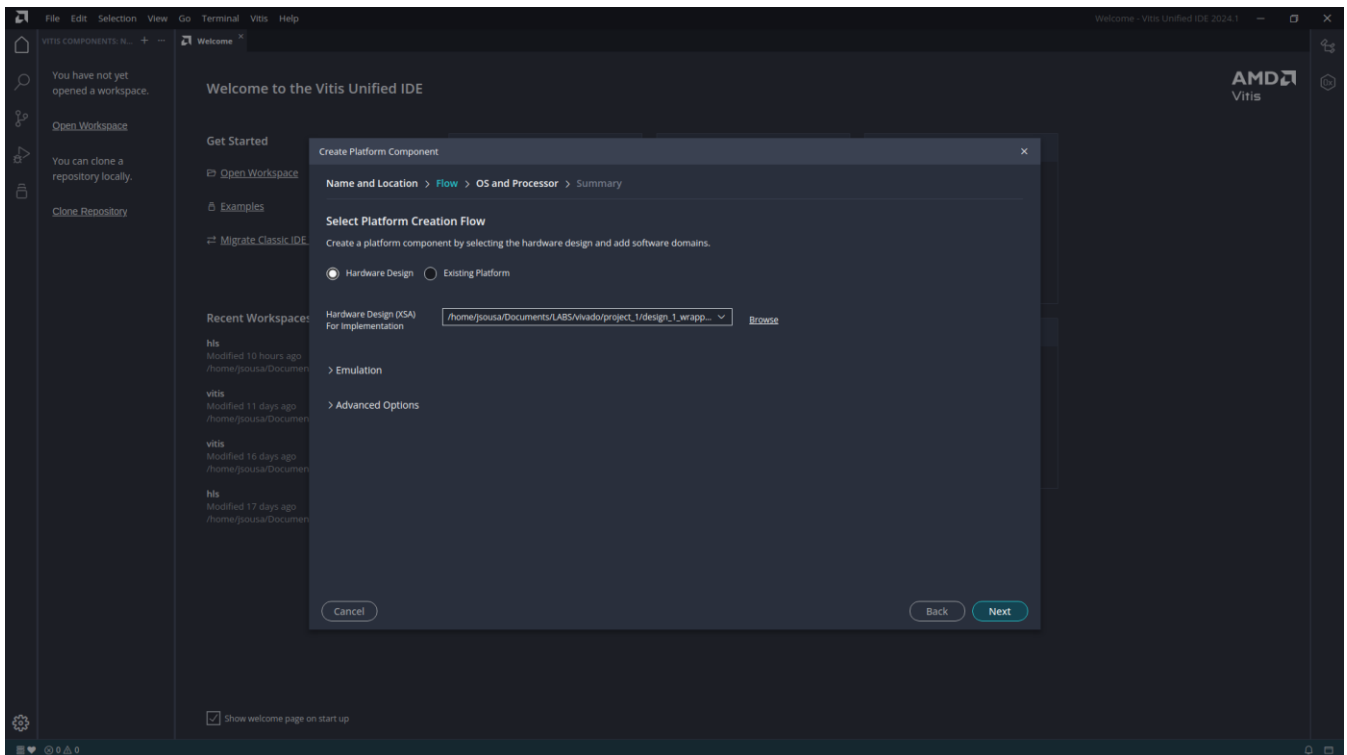 File Edit Selection View Go Terminal Vitis Help
Welcome - Vitis Unified IDE 2024.1
VITIS COMPONENTS: N...
Welcome
You have not yet
opened a workspace.
Open Workspace
You can clone a
repository locally.
Clone Repository
Welcome to the Vitis Unified IDE
AMD
Vitis
Get Started
Open Workspace
Examples
Migrate Classic IDE
Recent Workspaces
hls
Modified 10 hours ago
/home/jsousa/Documen
vitis
Modified 11 days ago
/home/jsousa/Documen
vitis
Modified 16 days ago
/home/jsousa/Documen
hls
Modified 17 days ago
/home/jsousa/Documen
Create Platform Component
Name and Location > Flow > OS and Processor > Summary
Select Platform Creation Flow
Create a platform component by selecting the hardware design and add software domains.
Hardware Design Existing Platform
Hardware Design (XSA)
For Implementation
/home/jsousa/Documents/LABS/vivado/project_1/design_1_wrapp...
Browse
> Emulation
> Advanced Options
Cancel Back Next
Show welcome page on start up
0 0